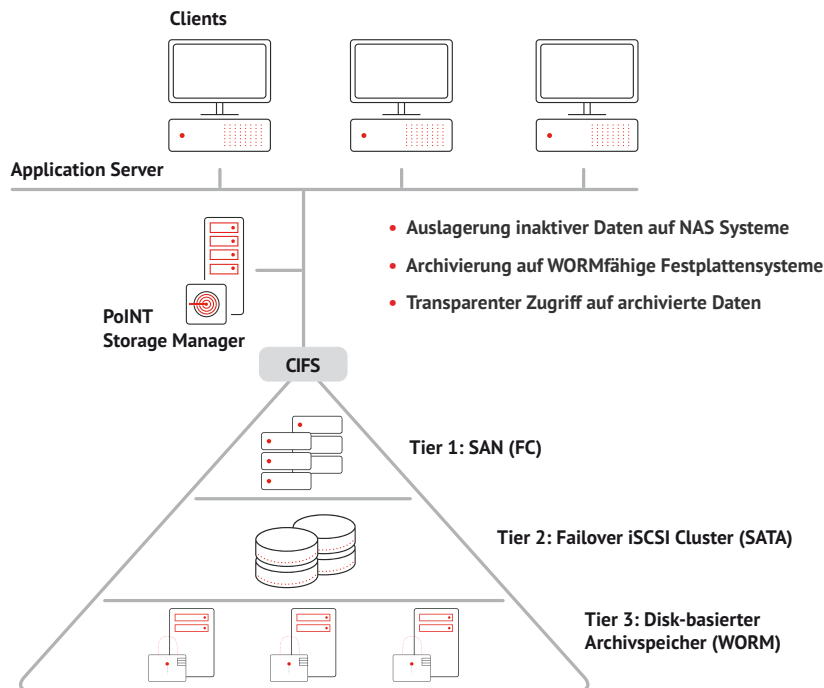 Clients
Application Server
• Auslagerung inaktiver Daten auf NAS Systeme
• Archivierung auf WORMfähige Festplattensysteme
• Transparenter Zugriff auf archivierte Daten
PoINT
Storage Manager
CIFS
Tier 1: SAN (FC)
Tier 2: Failover iSCSI Cluster (SATA)
Tier 3: Disk-basierter
Archivspeicher (WORM)